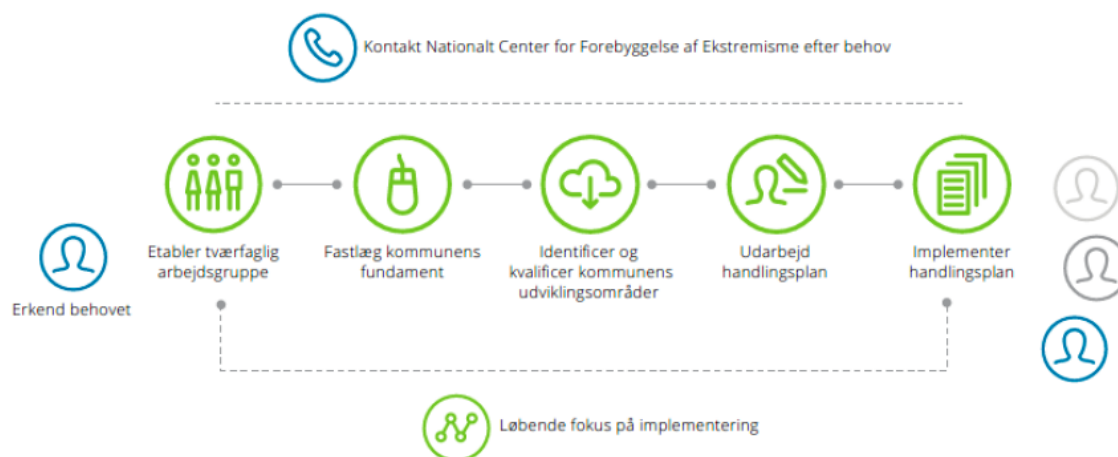 Kontakt Nationalt Center for Forebyggelse af Ekstremisme efter behov
Erkend behovet
Etabler tværfaglig
arbejdsgruppe
Fastlæg kommunens
fundament
Identificer og
kvalificer kommunens
udviklingsområder
Udarbejd
handlingsplan
Implementer
handlingsplan
Løbende fokus på implementering